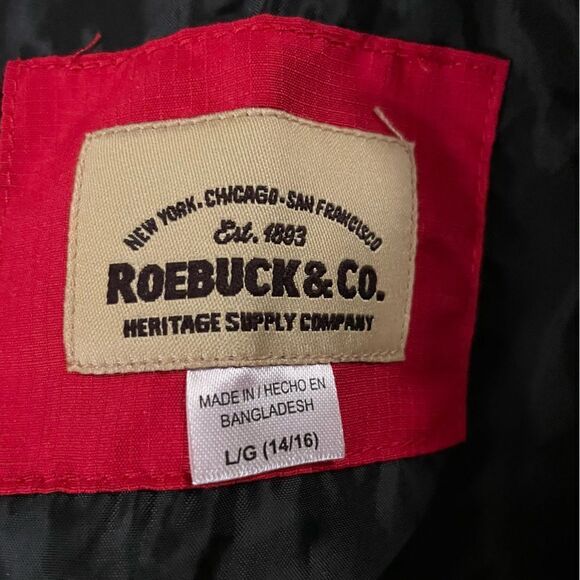 NEW YORK · CHICAGO · SAN FRANCISCO
Est. 1893
ROEBUCK & CO.
HERITAGE SUPPLY COMPANY
MADE IN / HECHO EN
BANGLADESH
L/G (14/16)